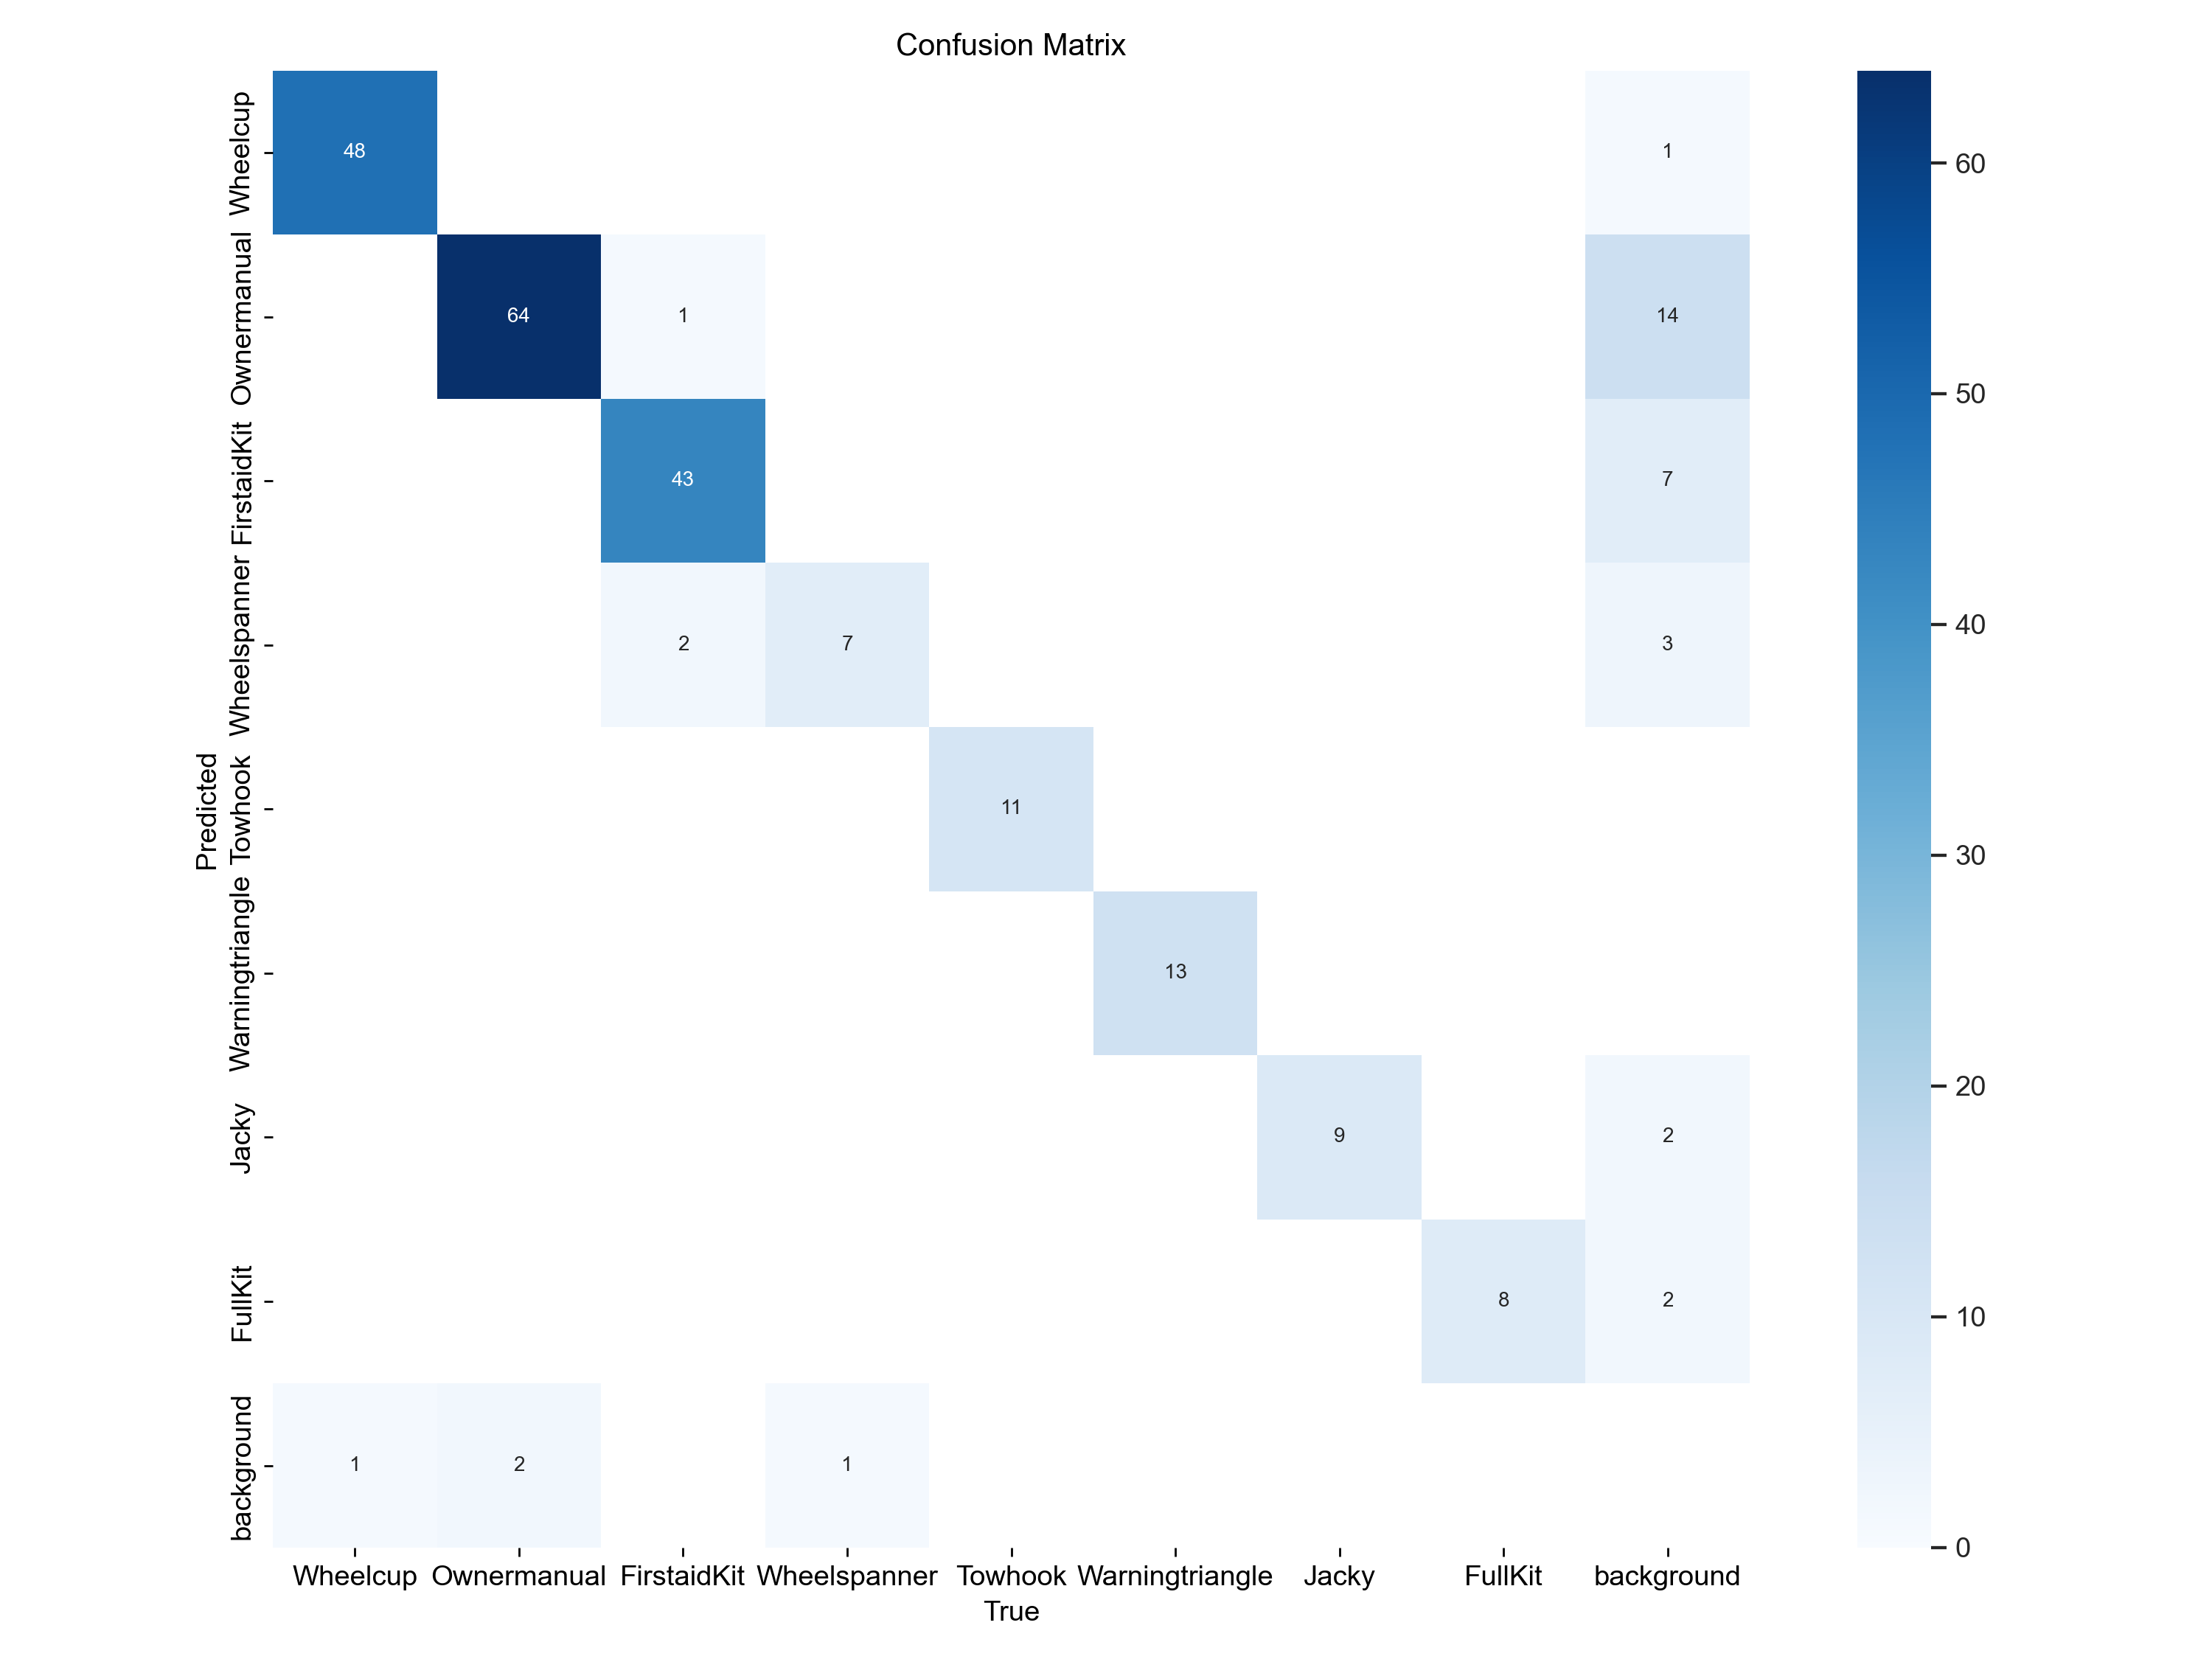 Confusion Matrix
Wheelcup
48
1
60
Ownermanual
64
1
14
50
FirstaidKit
43
7
Wheelspanner
2
7
3
40
Predicted
Towhook
11
30
Warningtriangle
13
Jacky
9
2
20
FullKit
8
2
10
background
1
2
1
0
Wheelcup Ownermanual FirstaidKit Wheelspanner Towhook Warningtriangle Jacky FullKit background
True